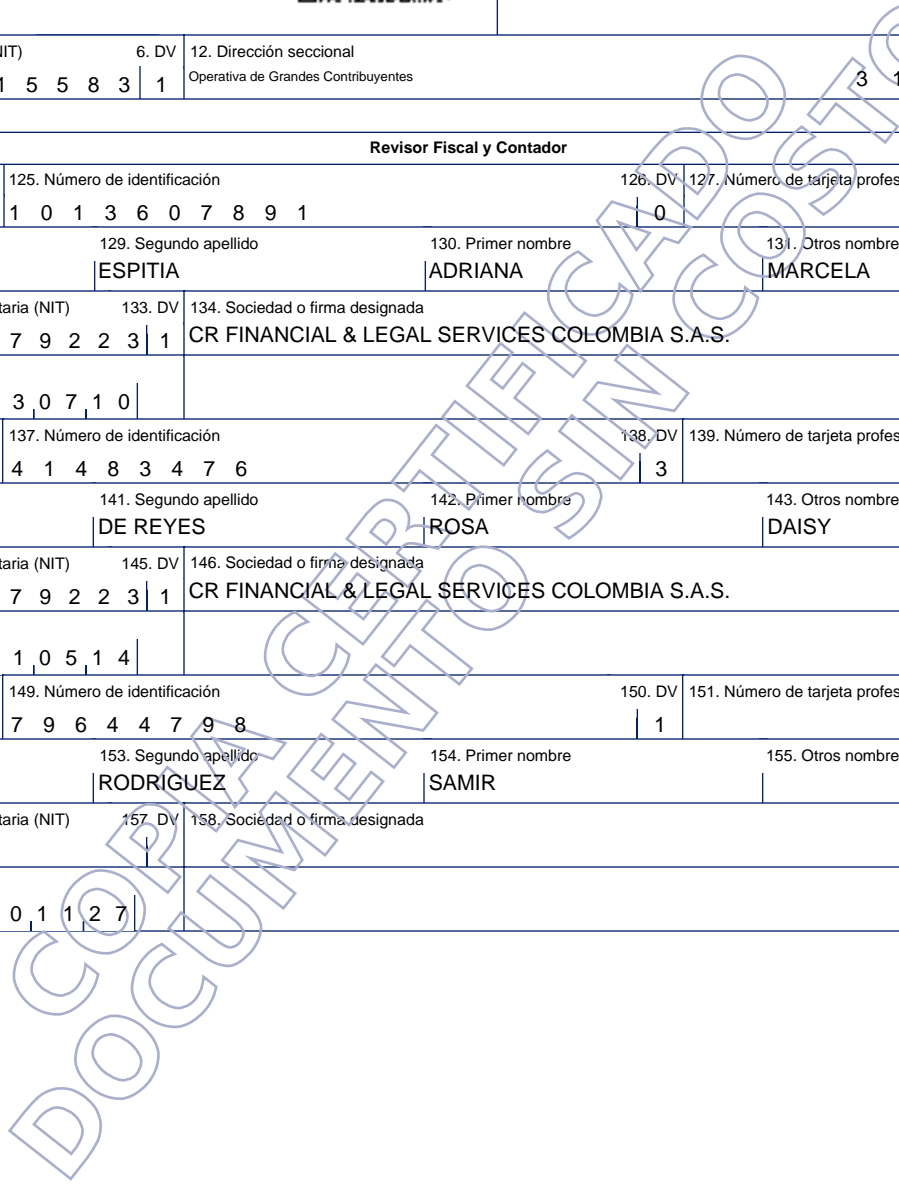 NIT) 6. DV 12. Dirección seccional
1 5 5 8 3 1 Operativa de Grandes Contribuyentes 3 1
Revisor Fiscal y Contador
125. Número de identificación 126. DV 127. Número de tarjeta profes
1 0 1 3 6 0 7 8 9 1 0
129. Segundo apellido 130. Primer nombre 131. Otros nombre
ESPITIA ADRIANA MARCELA
taria (NIT) 133. DV 134. Sociedad o firma designada
7 9 2 2 3 1 CR FINANCIAL & LEGAL SERVICES COLOMBIA S.A.S.
3 0 7 1 0
137. Número de identificación 138. DV 139. Número de tarjeta profes
4 1 4 8 3 4 7 6 3
141. Segundo apellido 142. Primer nombre 143. Otros nombre
DE REYES ROSA DAISY
taria (NIT) 145. DV 146. Sociedad o firma designada
7 9 2 2 3 1 CR FINANCIAL & LEGAL SERVICES COLOMBIA S.A.S.
1 0 5 1 4
149. Número de identificación 150. DV 151. Número de tarjeta profes
7 9 6 4 4 7 9 8 1
153. Segundo apellido 154. Primer nombre 155. Otros nombre
RODRIGUEZ SAMIR
taria (NIT) 157. DV 158. Sociedad o firma designada
0 1 1 2 7
COPIA CERTIFICADO
DOCUMENTO SIN COSTO